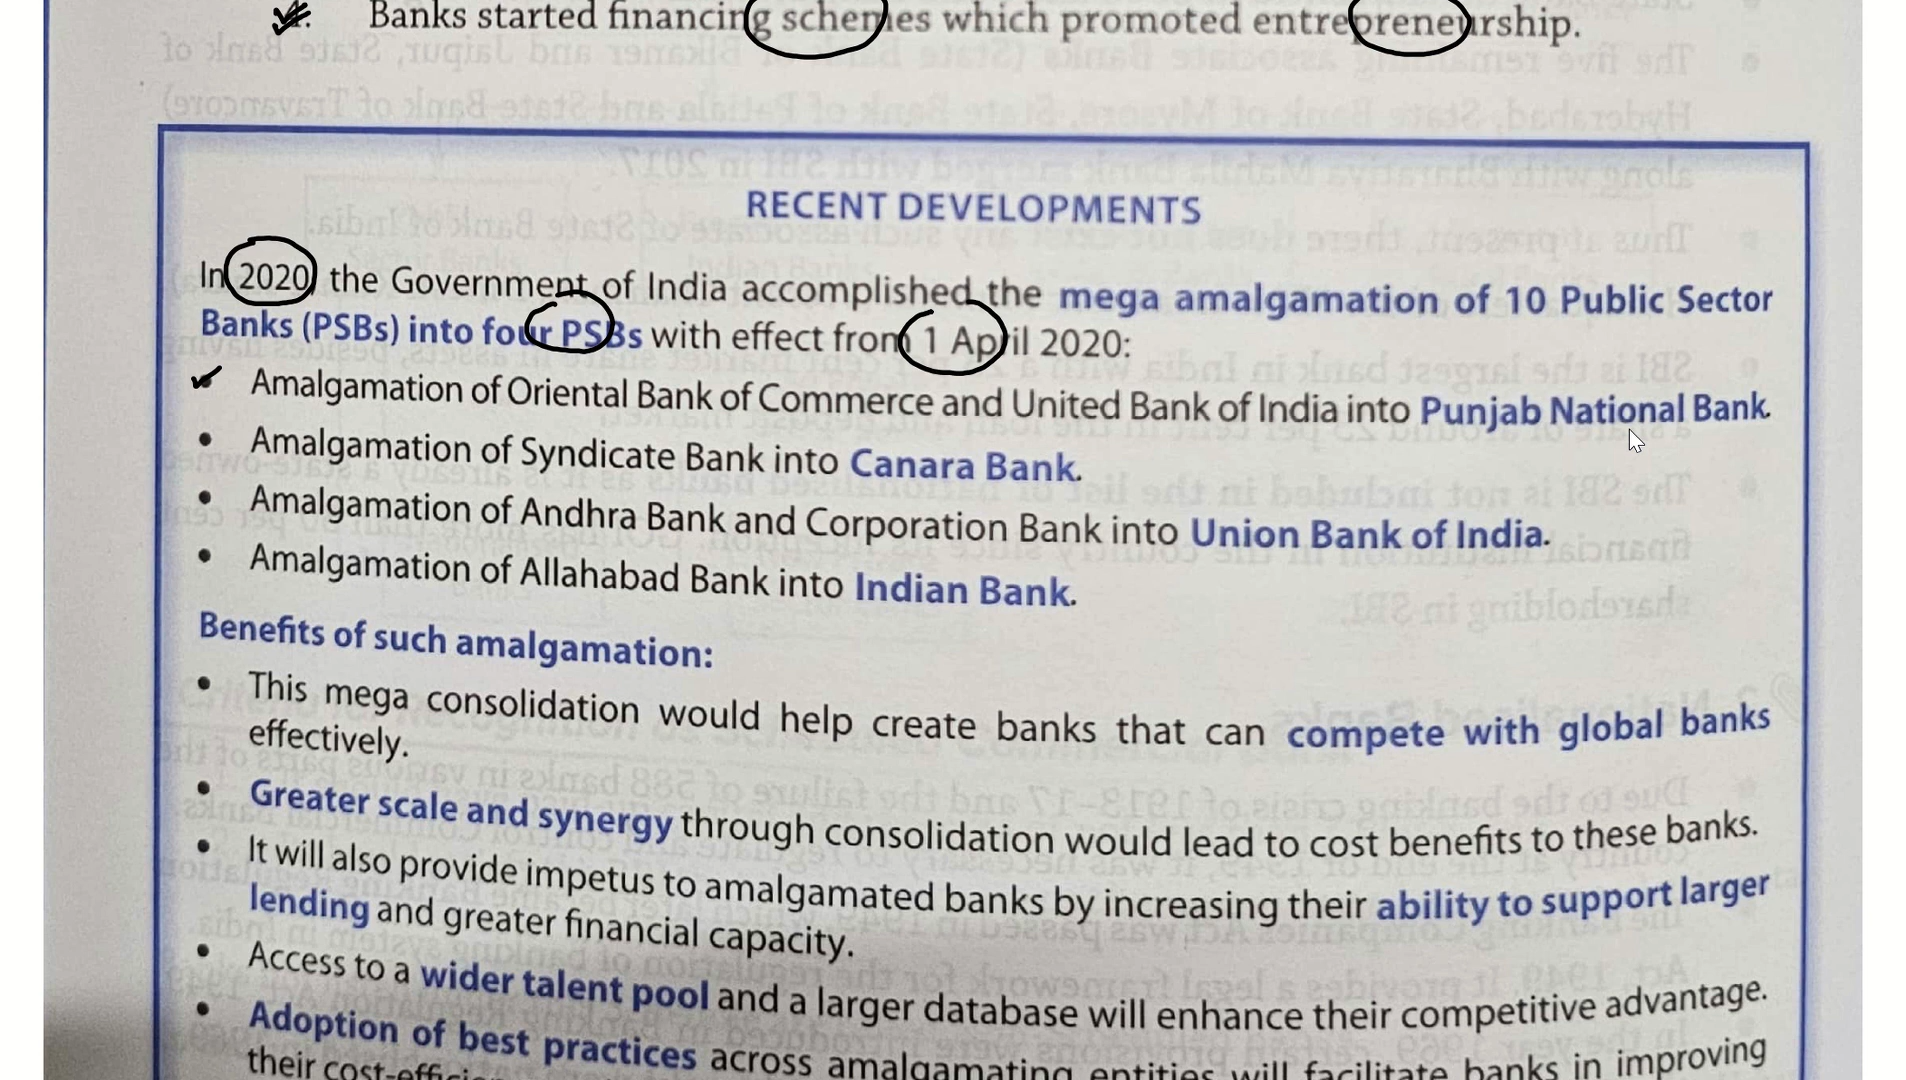 Banks started financing schemes which promoted entrepreneurship.
RECENT DEVELOPMENTS
In 2020, the Government of India accomplished the mega amalgamation of 10 Public Sector
Banks (PSBs) into four PSBs with effect from 1 April 2020:
Amalgamation of Oriental Bank of Commerce and United Bank of India into Punjab National Bank.
• Amalgamation of Syndicate Bank into Canara Bank.
• Amalgamation of Andhra Bank and Corporation Bank into Union Bank of India.
• Amalgamation of Allahabad Bank into Indian Bank.
Benefits of such amalgamation:
• This mega consolidation would help create banks that can compete with global banks
effectively.
• Greater scale and synergy through consolidation would lead to cost benefits to these banks.
• It will also provide impetus to amalgamated banks by increasing their ability to support larger
lending and greater financial capacity.
• Access to a wider talent pool and a larger database will enhance their competitive advantage.
• Adoption of best practices across amalgamating entities will facilitate banks in improving
their